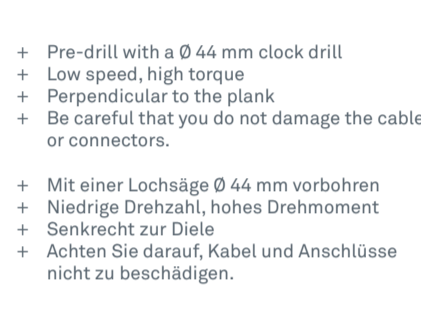 + Pre-drill with a Ø 44 mm clock drill
+ Low speed, high torque
+ Perpendicular to the plank
+ Be careful that you do not damage the cable
or connectors.
+ Mit einer Lochsäge Ø 44 mm vorbohren
+ Niedrige Drehzahl, hohes Drehmoment
+ Senkrecht zur Diele
+ Achten Sie darauf, Kabel und Anschlüsse
nicht zu beschädigen.